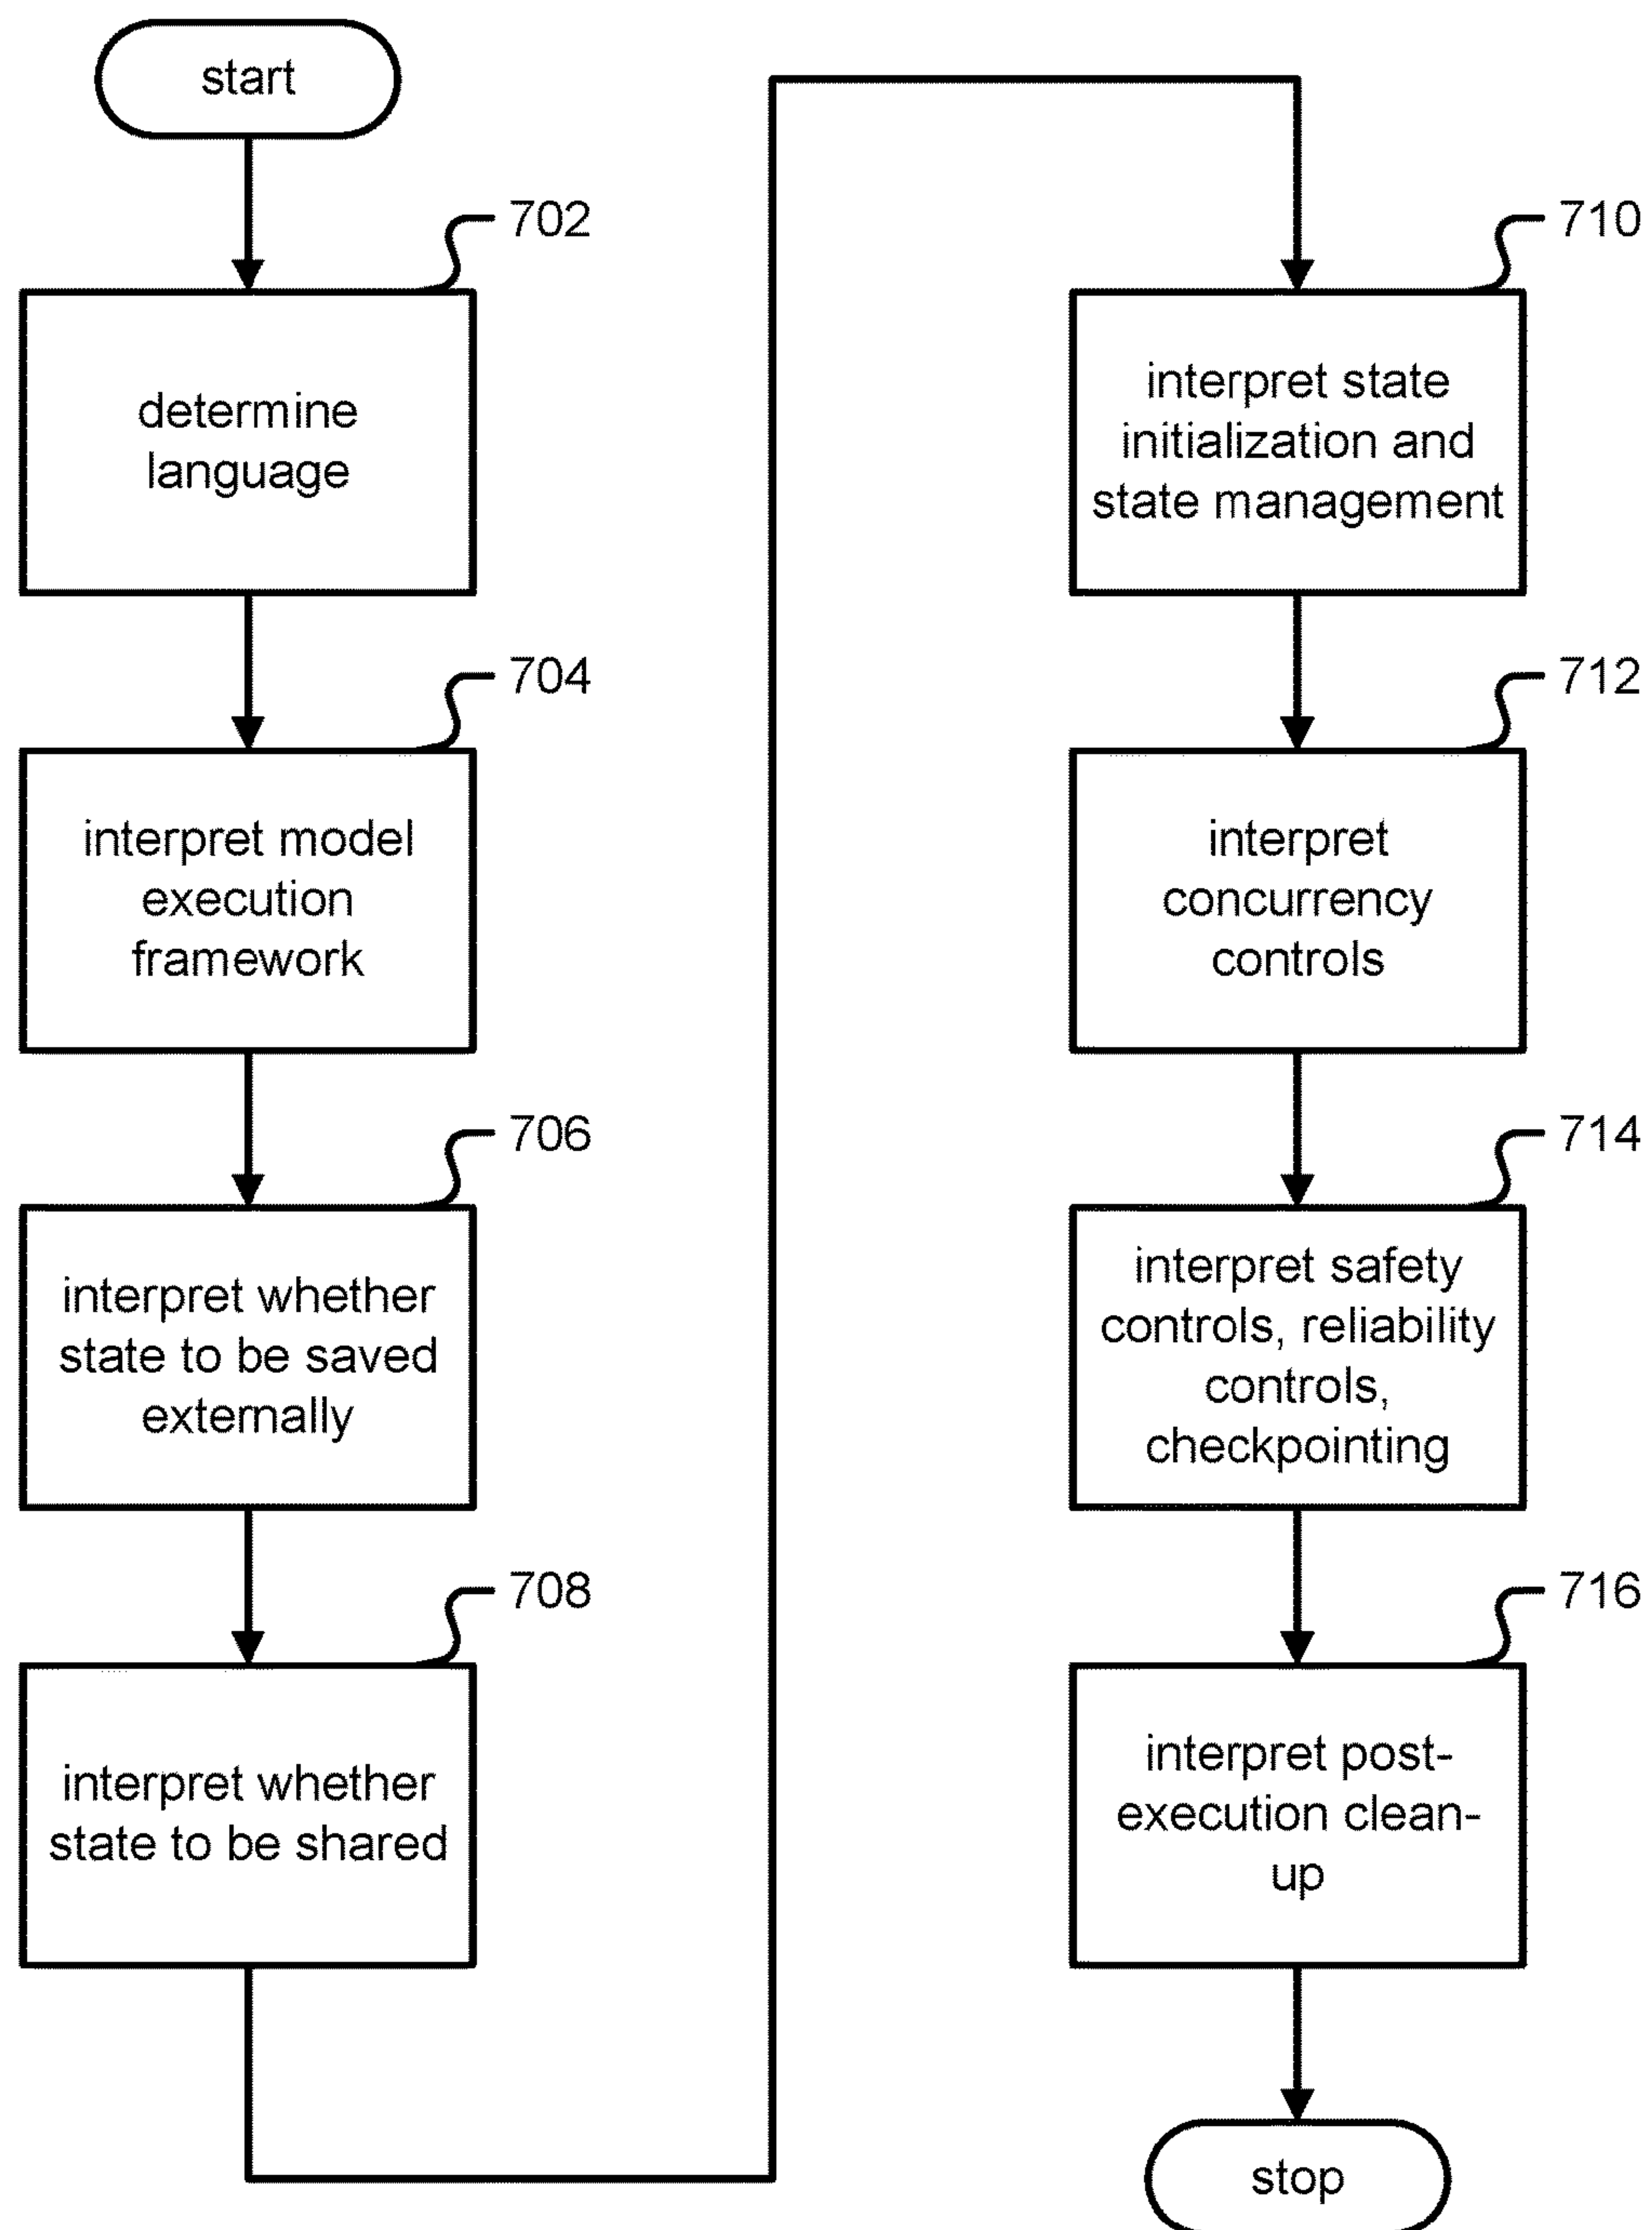 start
702
determine
language
704
interpret model
execution
framework
706
interpret whether
state to be saved
externally
708
interpret whether
state to be shared
710
interpret state
initialization and
state management
712
interpret
concurrency
controls
714
interpret safety
controls, reliability
controls,
checkpointing
716
interpret post-
execution clean-
up
stop